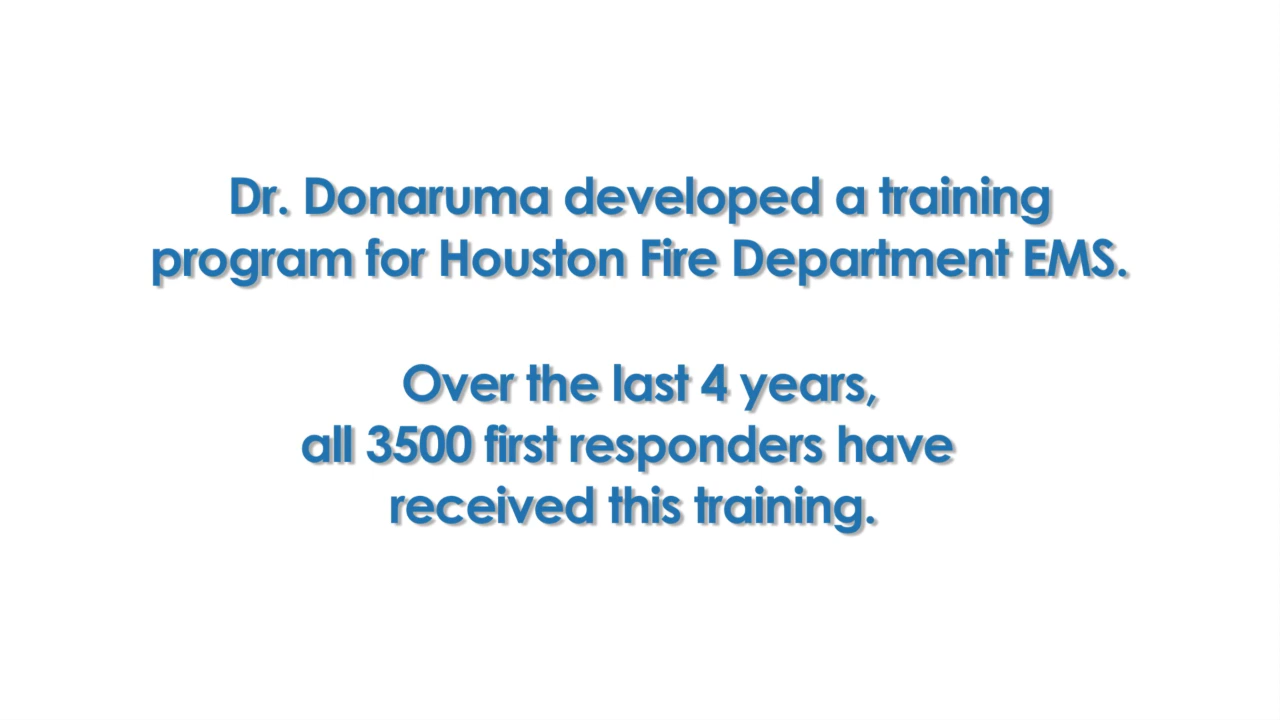 Dr. Donaruma developed a training
program for Houston Fire Department EMS.
Over the last 4 years,
all 3500 first responders have
received this training.